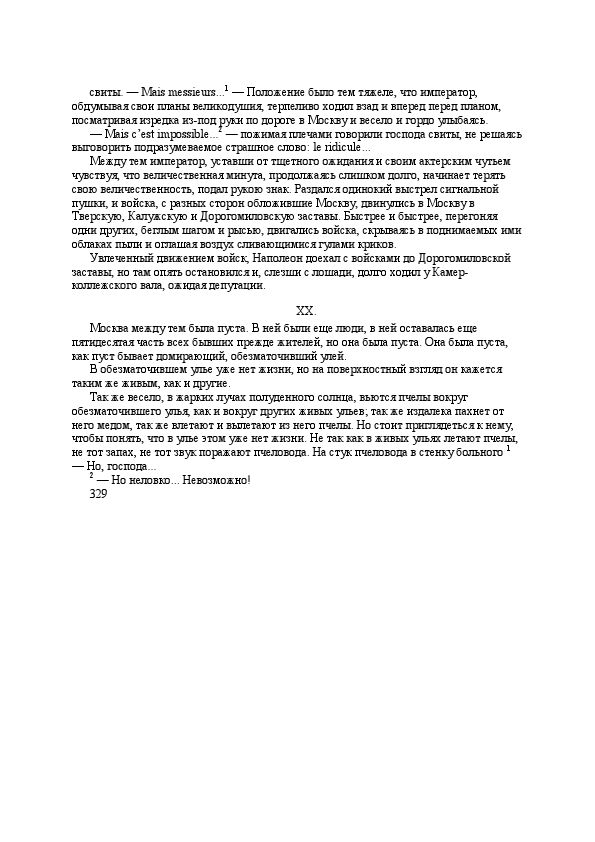 свиты. — Mais messieurs...1 — Положение было тем тяжеле, что император,
обдумывая свои планы великодушия, терпеливо ходил взад и вперед перед планом,
посматривая изредка из-под руки по дороге в Москву и весело и гордо улыбаясь.
— Mais c’est impossible...2 — пожимая плечами говорили господа свиты, не решаясь
выговорить подразумеваемое страшное слово: le ridicule...
Между тем император, уставши от тщетного ожидания и своим актерским чутьем
чувствуя, что величественная минута, продолжаясь слишком долго, начинает терять
свою величественность, подал рукою знак. Раздался одинокий выстрел сигнальной
пушки, и войска, с разных сторон обложившие Москву, двинулись в Москву в
Тверскую, Калужскую и Дорогомиловскую заставы. Быстрее и быстрее, перегоняя
одни других, беглым шагом и рысью, двигались войска, скрываясь в поднимаемых ими
облаках пыли и оглашая воздух сливающимися гулами криков.
Увлеченный движением войск, Наполеон доехал с войсками до Дорогомиловской
заставы, но там опять остановился и, слезши с лошади, долго ходил у Камер-
коллежского вала, ожидая депутации.
XX.
Москва между тем была пуста. В ней были еще люди, в ней оставалась еще
пятидесятая часть всех бывших прежде жителей, но она была пуста. Она была пуста,
как пуст бывает домирающий, обезматочивший улей.
В обезматочившем улье уже нет жизни, но на поверхностный взгляд он кажется
таким же живым, как и другие.
Так же весело, в жарких лучах полуденного солнца, вьются пчелы вокруг
обезматочившего улья, как и вокруг других живых ульев; так же издалека пахнет от
него медом, так же влетают и вылетают из него пчелы. Но стоит приглядеться к нему,
чтобы понять, что в улье этом уже нет жизни. Не так как в живых ульях летают пчелы,
не тот запах, не тот звук поражают пчеловода. На стук пчеловода в стенку больного 1
— Но, господа...
2 — Но неловко... Невозможно!
329